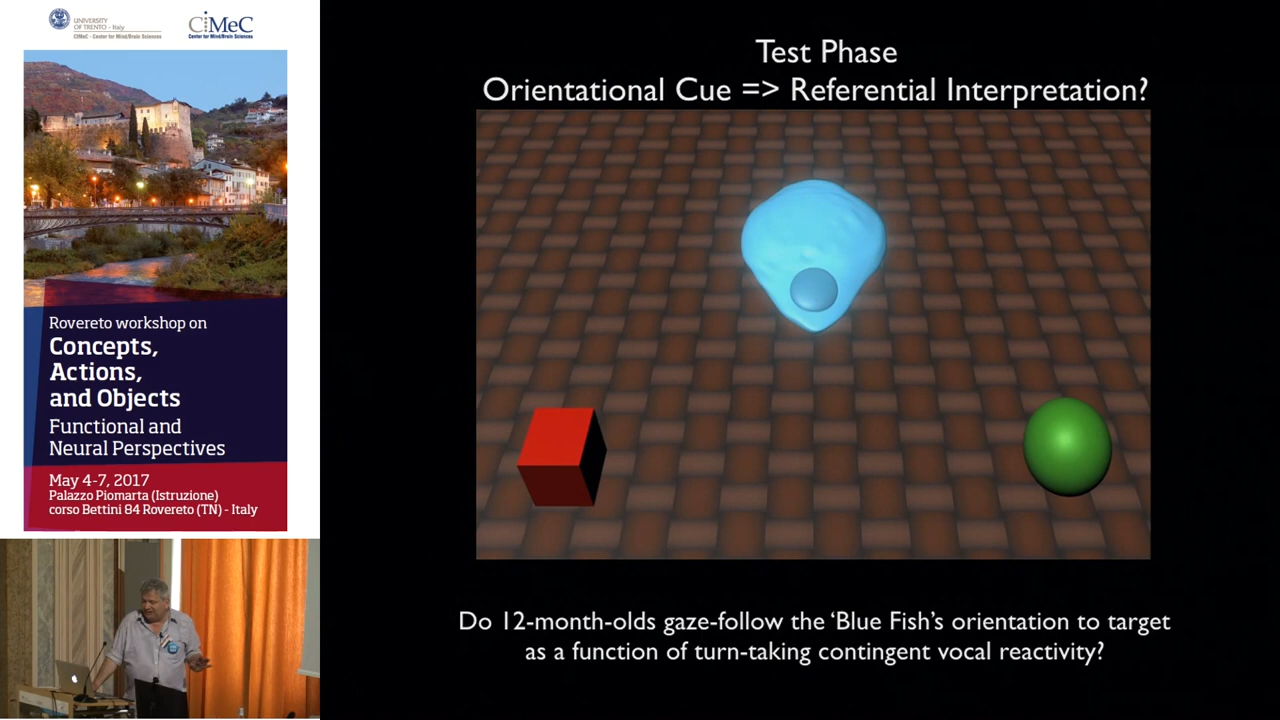 UNIVERSITY
OF TRENTO - Italy
CIMeC - Center for Mind/Brain Sciences
CiMeC
Center for Mind/Brain Sciences
Rovereto workshop on
Concepts,
Actions,
and Objects
Functional and
Neural Perspectives
May 4-7, 2017
Palazzo Piomarta (Istruzione)
corso Bettini 84 Rovereto (TN) - Italy
Test Phase
Orientational Cue => Referential Interpretation?
Do 12-month-olds gaze-follow the ‘Blue Fish’s orientation to target
as a function of turn-taking contingent vocal reactivity?